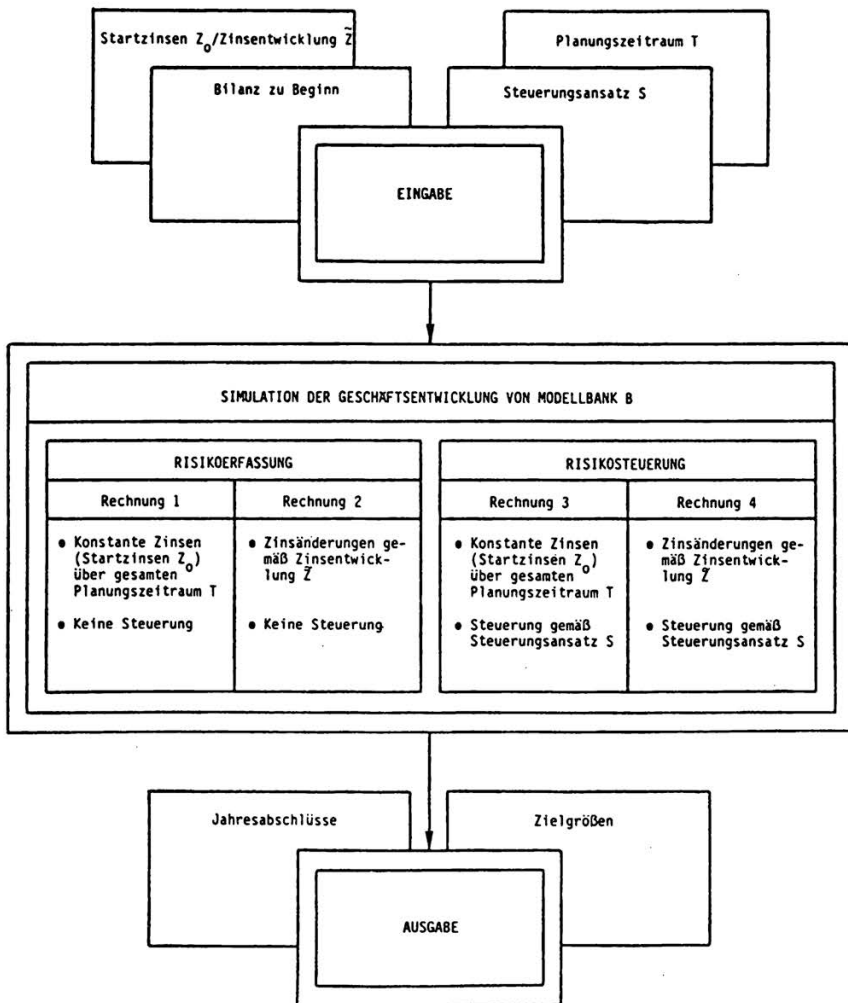 Startzinsen Z₀/Zinsentwicklung Z̃
Planungszeitraum T
Bilanz zu Beginn
Steuerungsansatz S
EINGABE
SIMULATION DER GESCHÄFTSENTWICKLUNG VON MODELLBANK B
RISIKOERFASSUNG
Rechnung 1
Rechnung 2
• Konstante Zinsen
(Startzinsen Z₀)
über gesamten
Planungszeitraum T
• Keine Steuerung
• Zinsänderungen ge-
mäß Zinsentwick-
lung Z̃
• Keine Steuerung
RISIKOSTEUERUNG
Rechnung 3
Rechnung 4
• Konstante Zinsen
(Startzinsen Z₀)
über gesamten
Planungszeitraum T
• Steuerung gemäß
Steuerungsansatz S
• Zinsänderungen ge-
mäß Zinsentwick-
lung Z̃
• Steuerung gemäß
Steuerungsansatz S
Jahresabschlüsse
Zielgrößen
AUSGABE